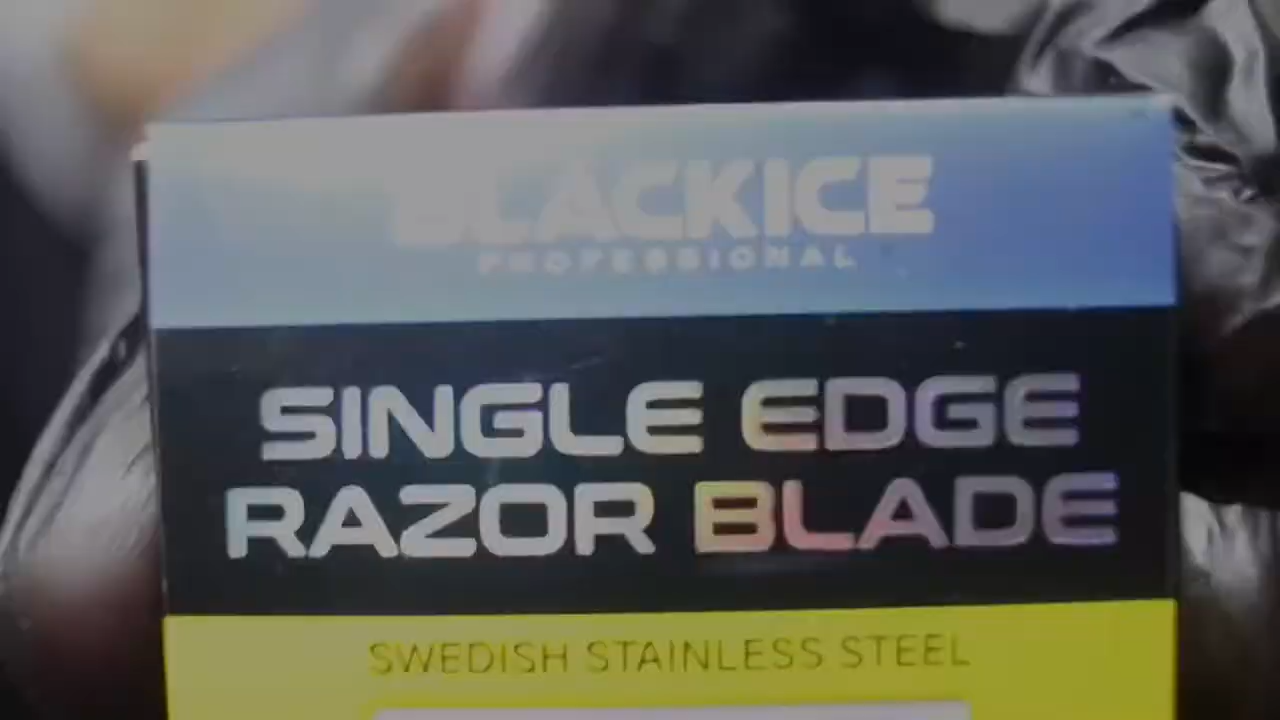 BLACKICE
PROFESSIONAL
SINGLE EDGE
RAZOR BLADE
SWEDISH STAINLESS STEEL